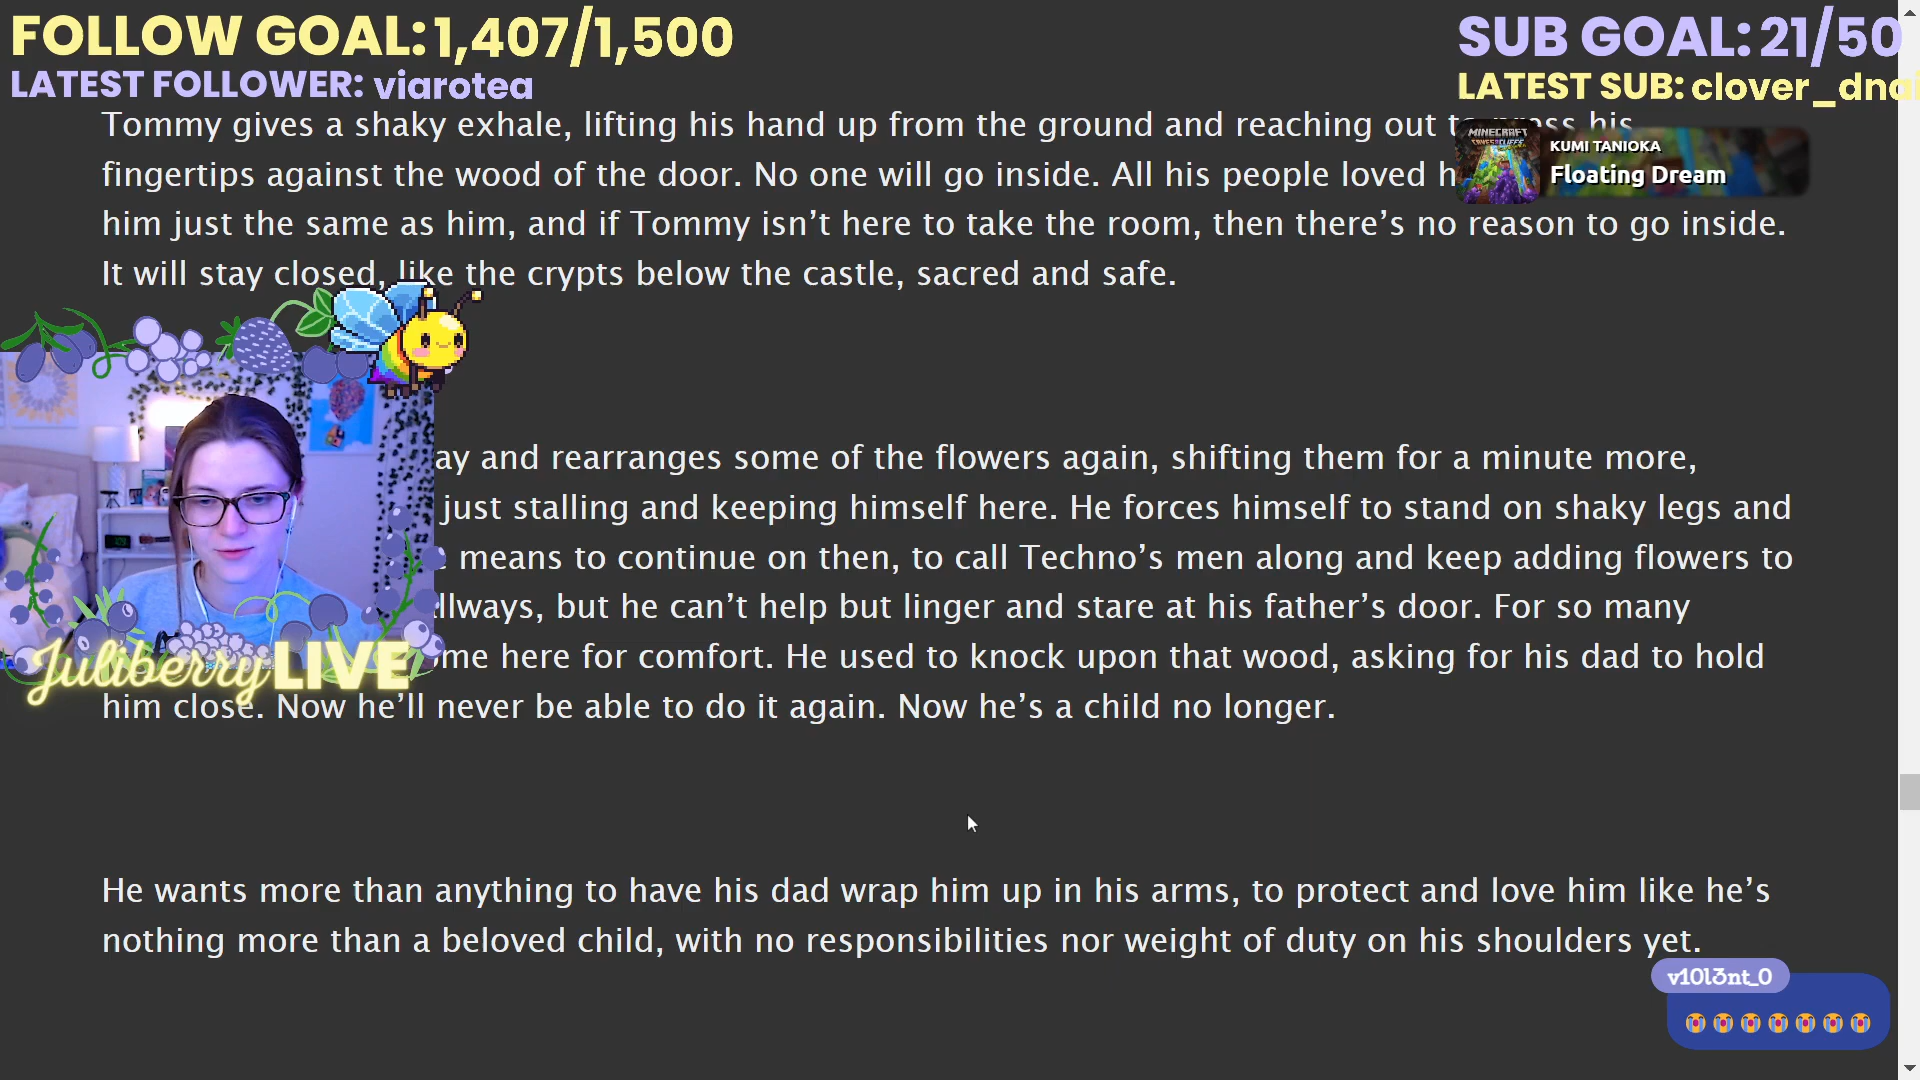 FOLLOW GOAL: 1,407/1,500
LATEST FOLLOWER: viarotea
SUB GOAL: 21/50
LATEST SUB: clover_dna
Tommy gives a shaky exhale, lifting his hand up from the ground and reaching out to press his
fingertips against the wood of the door. No one will go inside. All his people loved
him just the same as him, and if Tommy isn't here to take the room, then there's no reason to go inside.
It will stay closed, like the crypts below the castle, sacred and safe.
MINECRAFT
CAVES & CLIFFS
KUMI TANIOKA
Floating Dream
ay and rearranges some of the flowers again, shifting them for a minute more,
just stalling and keeping himself here. He forces himself to stand on shaky legs and
means to continue on then, to call Techno's men along and keep adding flowers to
llways, but he can't help but linger and stare at his father's door. For so many
me here for comfort. He used to knock upon that wood, asking for his dad to hold
him close. Now he'll never be able to do it again. Now he's a child no longer.
Juliberry LIVE
He wants more than anything to have his dad wrap him up in his arms, to protect and love him like he's
nothing more than a beloved child, with no responsibilities nor weight of duty on his shoulders yet.
v10l3nt_0
😭😭😭😭😭😭😭